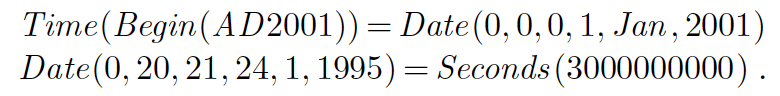 Time(Begin(AD2001)) = Date(0, 0, 0, 1, Jan, 2001)
Date(0, 20, 21, 24, 1, 1995) = Seconds(3000000000) .